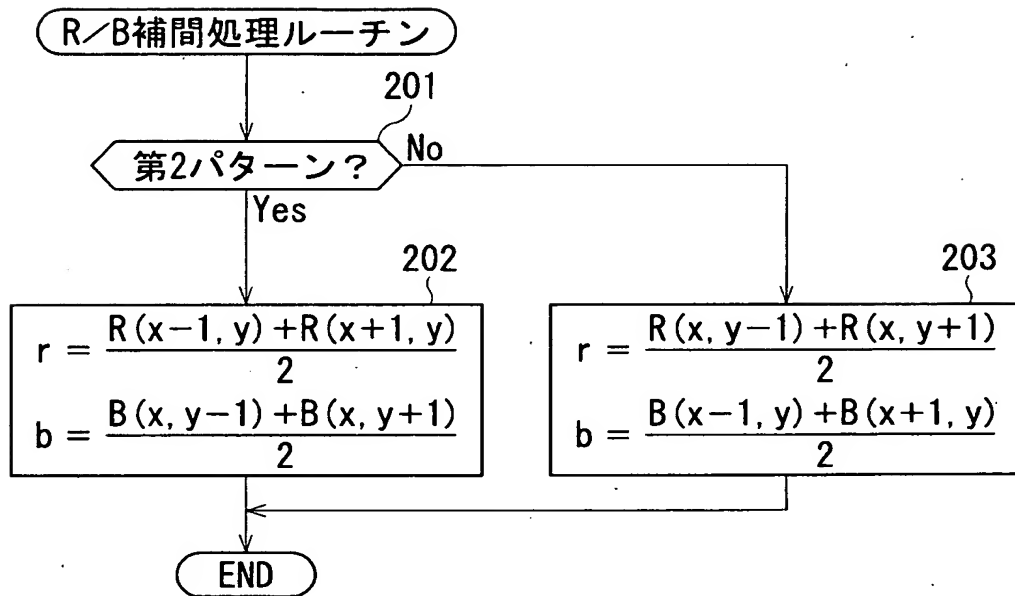 R/B補間処理ルーチン
201
第2パターン?
No
Yes
202
r = R(x-1, y)+R(x+1, y) / 2
b = B(x, y-1)+B(x, y+1) / 2
203
r = R(x, y-1)+R(x, y+1) / 2
b = B(x-1, y)+B(x+1, y) / 2
END